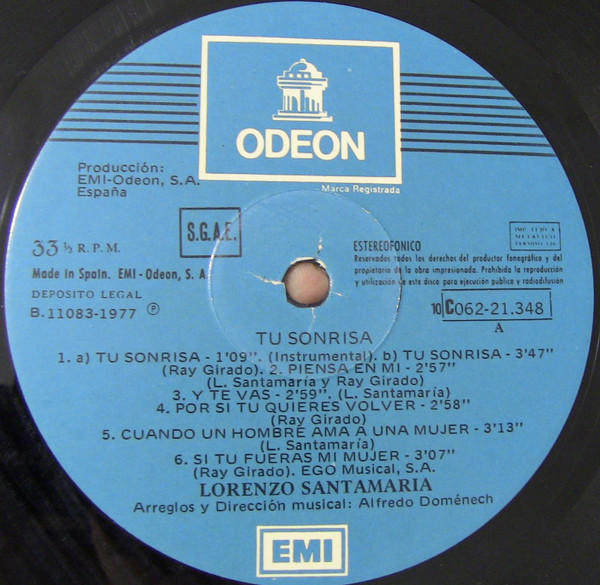 ODEON
Marca Registrada
Producción:
EMI-Odeon, S.A.
España
S.G.A.E.
33 ½ R. P. M.
Made in Spain. EMI - Odeon, S. A.
DEPOSITO LEGAL
B. 11083-1977 Ⓟ
ESTEREOFONICO
Reservados todos los derechos del productor fonográfico y del
propietario de la obra impresionada. Prohibida la reproducción
y utilización de este disco para ejecución pública y radiodifusión
10 C062-21.348
A
TU SONRISA
1. a) TU SONRISA - 1'09". (Instrumental). b) TU SONRISA - 3'47"
(Ray Girado). 2. PIENSA EN MI - 2'57"
(L. Santamaría y Ray Girado)
3. Y TE VAS - 2'59". (L. Santamaría)
4. POR SI TU QUIERES VOLVER - 2'58"
(Ray Girado)
5. CUANDO UN HOMBRE AMA A UNA MUJER - 3'13"
(L. Santamaría)
6. SI TU FUERAS MI MUJER - 3'07"
(Ray Girado). EGO Musical, S.A.
LORENZO SANTAMARIA
Arreglos y Dirección musical: Alfredo Doménech
EMI